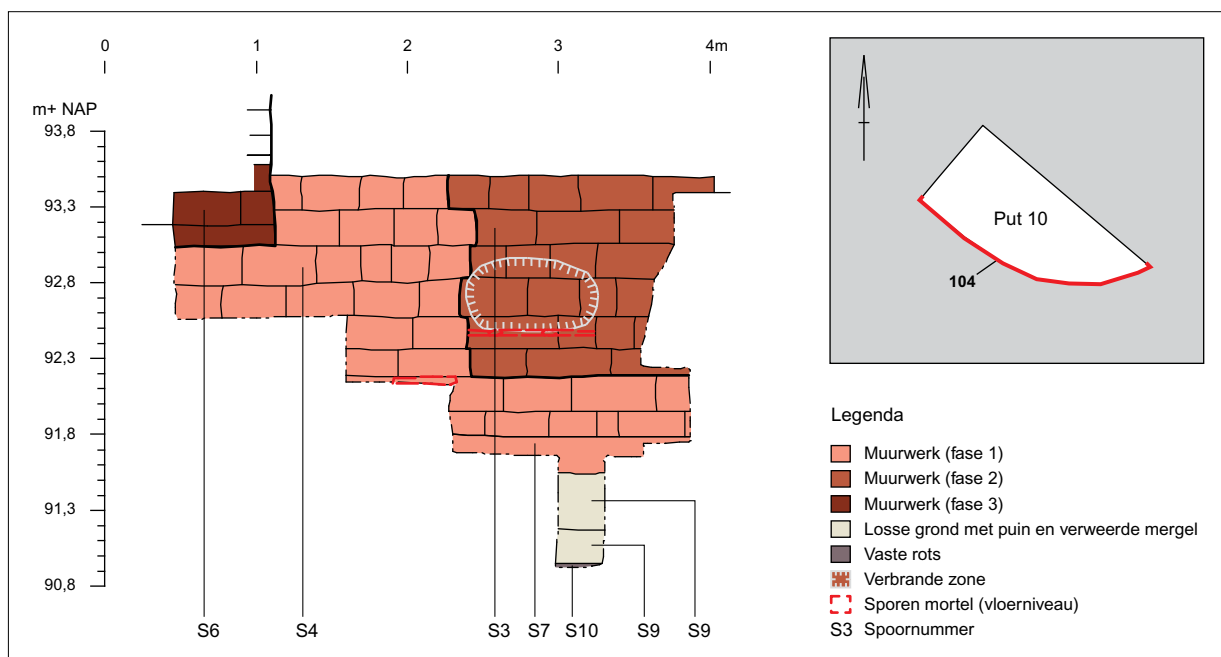 0 1 2 3 4m
m+ NAP
93,8
93,3
92,8
92,3
91,8
91,3
90,8
S6 S4 S3 S7 S10 S9 S9
Put 10
104
Legenda
Muurwerk (fase 1)
Muurwerk (fase 2)
Muurwerk (fase 3)
Losse grond met puin en verweerde mergel
Vaste rots
Verbrande zone
Sporen mortel (vloerniveau)
S3 Spoornummer